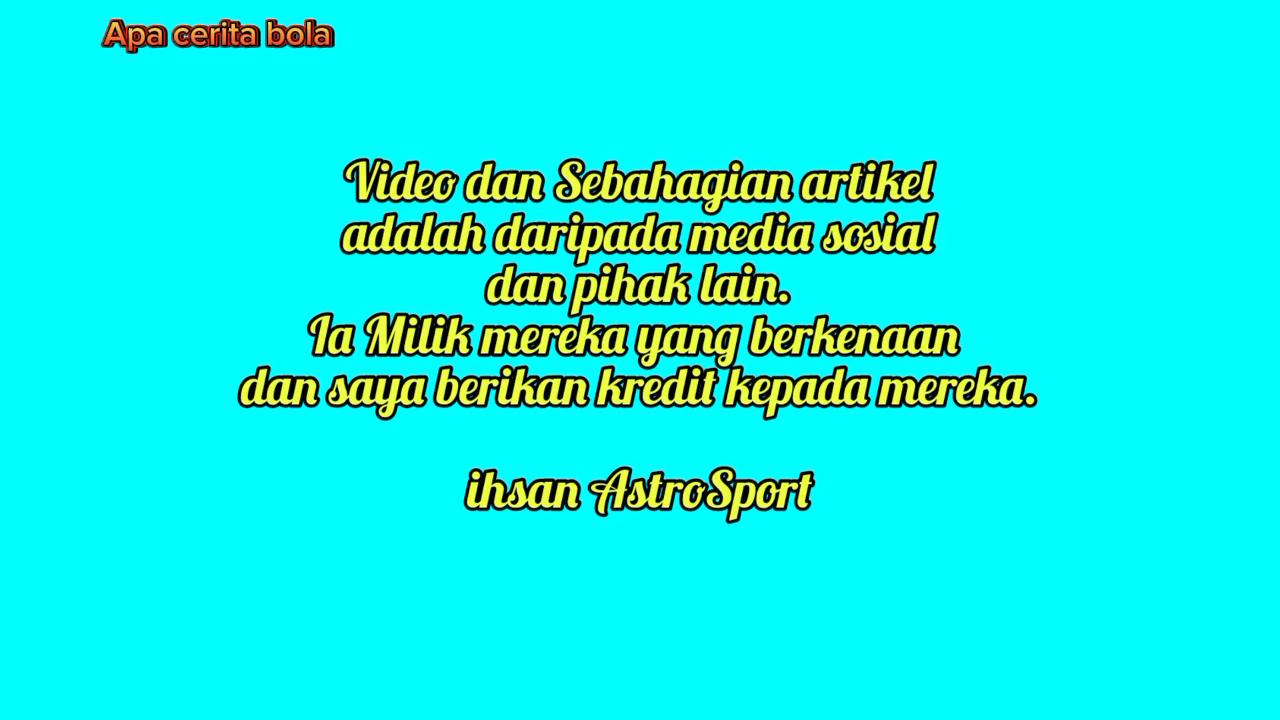 Apa cerita bola
Video dan Sebahagian artikel
adalah daripada media sosial
dan pihak lain.
Ia Milik mereka yang berkenaan
dan saya berikan kredit kepada mereka.
ihsan AstroSport